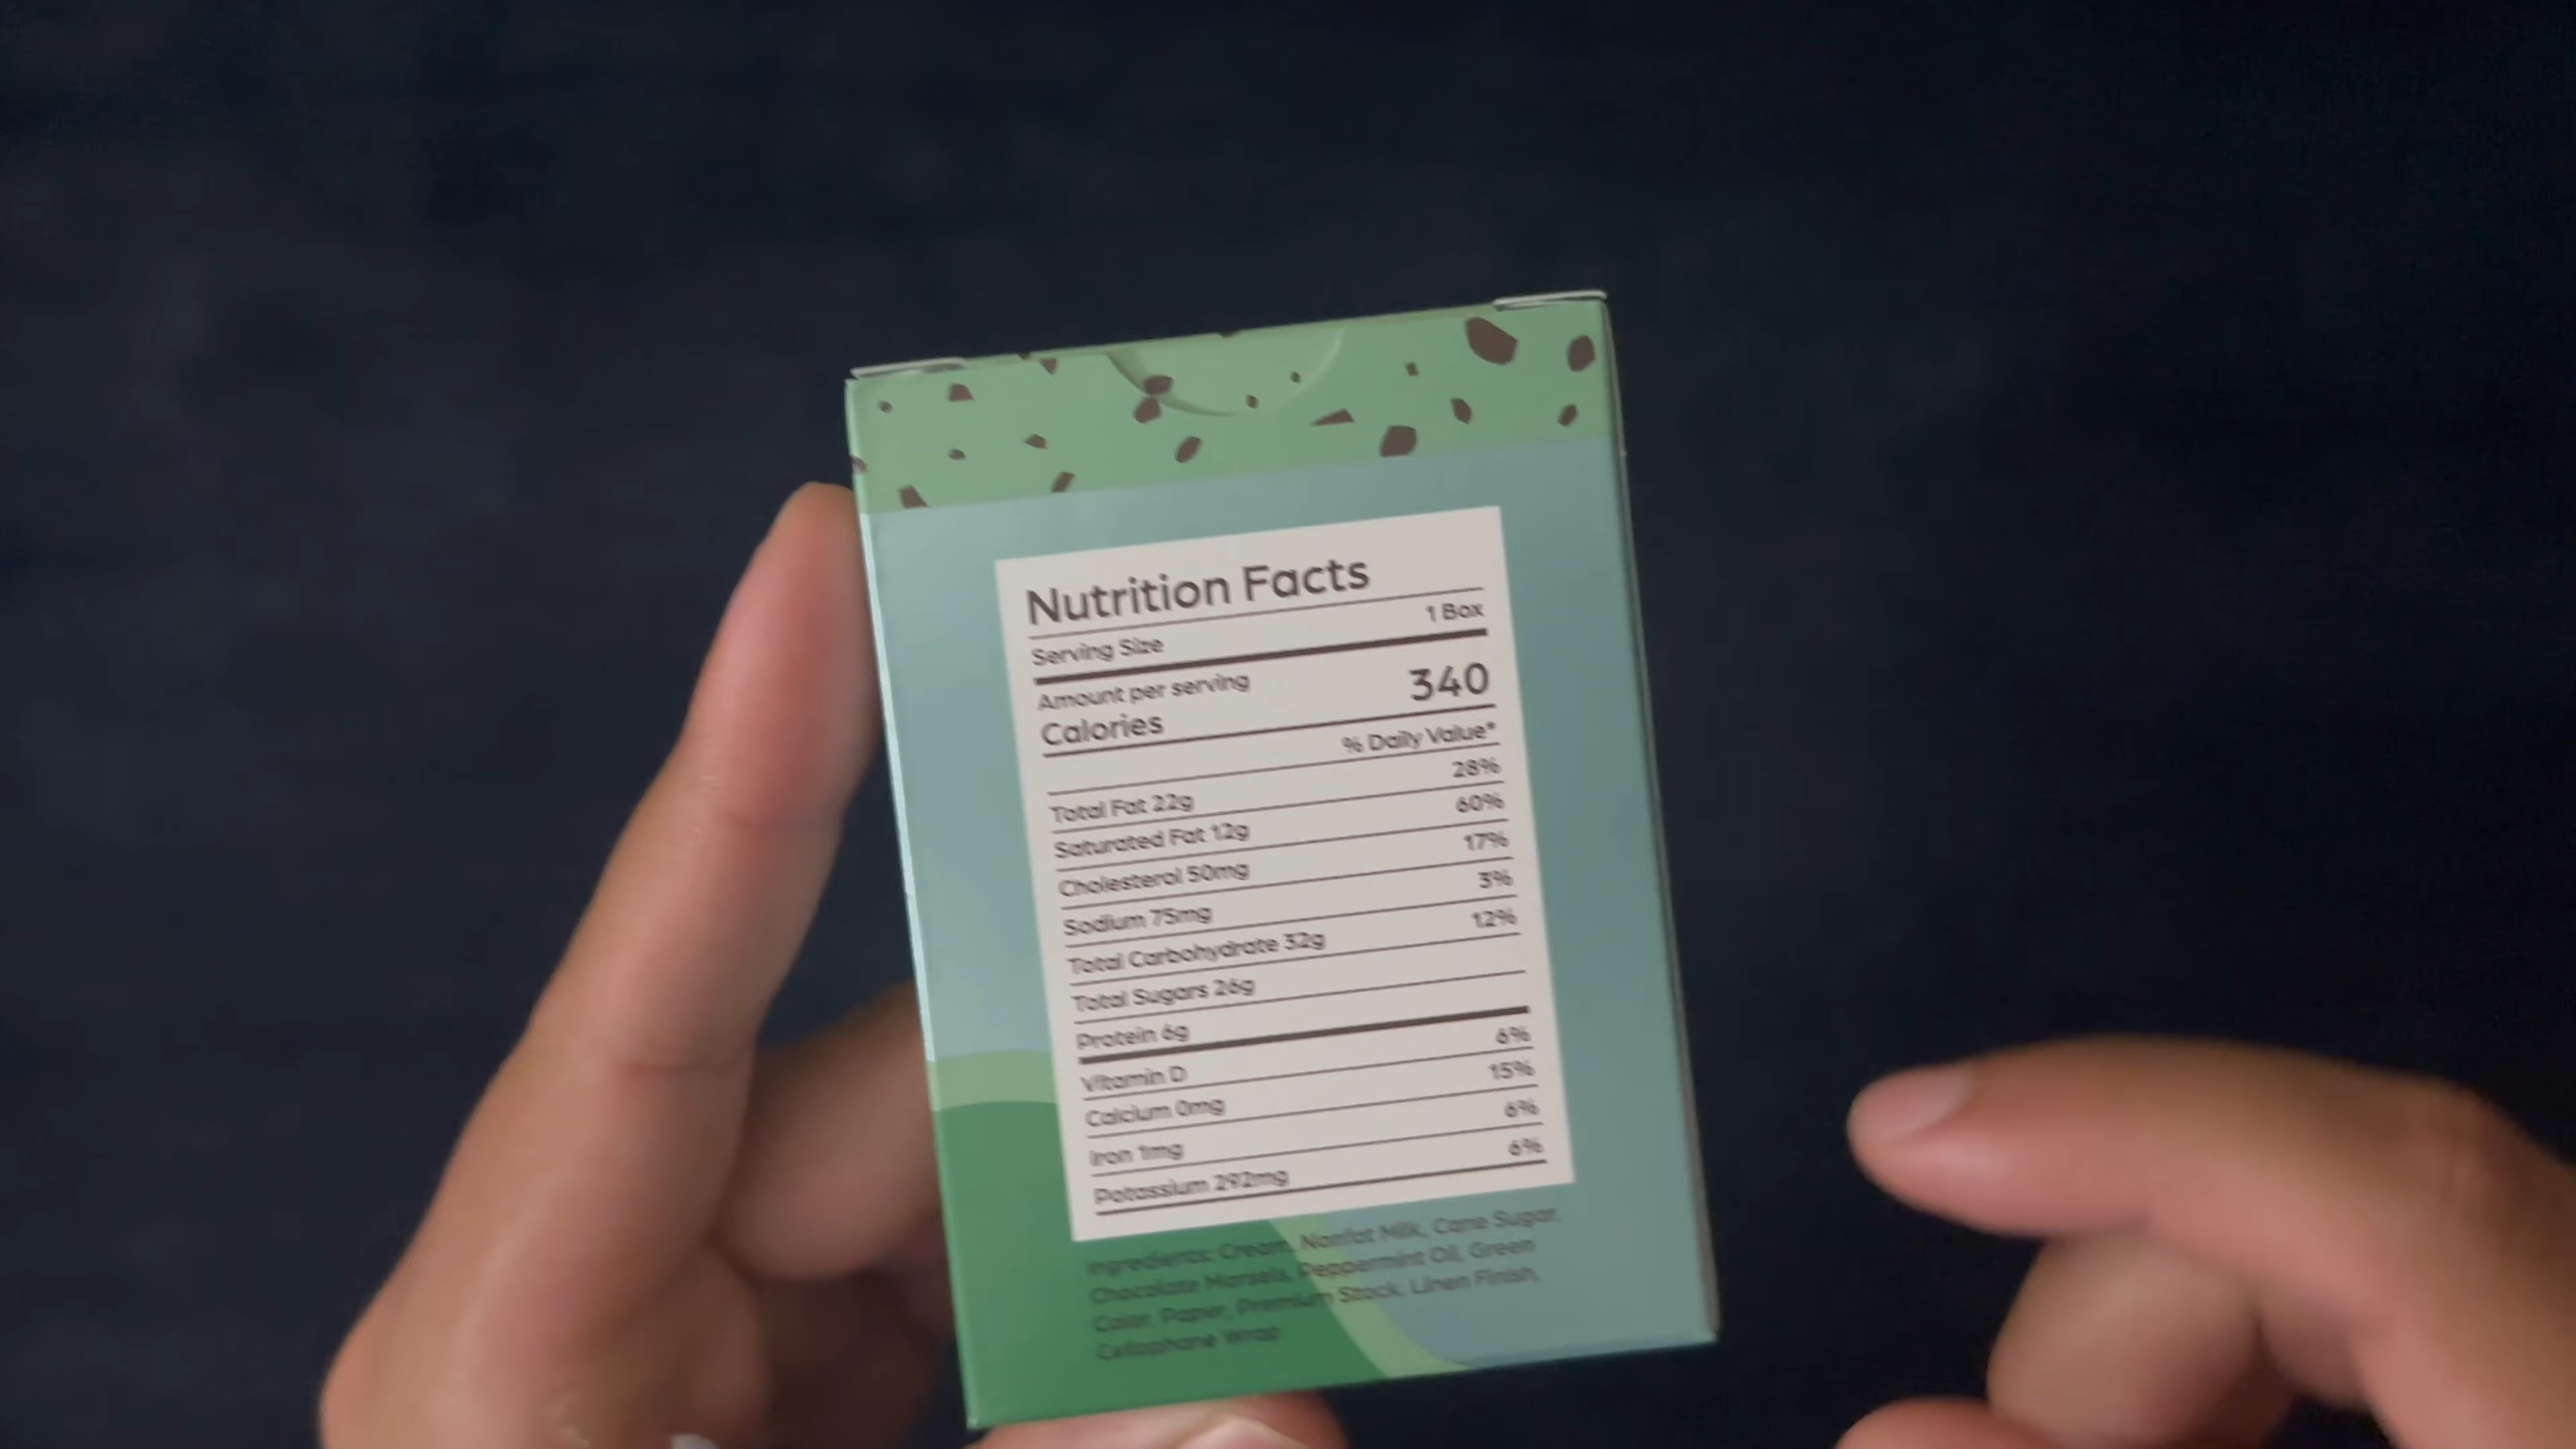 Nutrition Facts
Serving Size 1 Box
Amount per serving
Calories 340
% Daily Value*
Total Fat 22g 28%
Saturated Fat 12g 60%
Cholesterol 50mg 17%
Sodium 75mg 3%
Total Carbohydrate 32g 12%
Total Sugars 26g
Protein 6g
Vitamin D 6%
Calcium 0mg 15%
Iron 1mg 6%
Potassium 292mg 6%
Ingredients: Cream, Nonfat Milk, Cane Sugar,
Chocolate Morsels, Peppermint Oil, Green
Color, Paper, Premium Stock, Linen Finish,
Cellophane Wrap